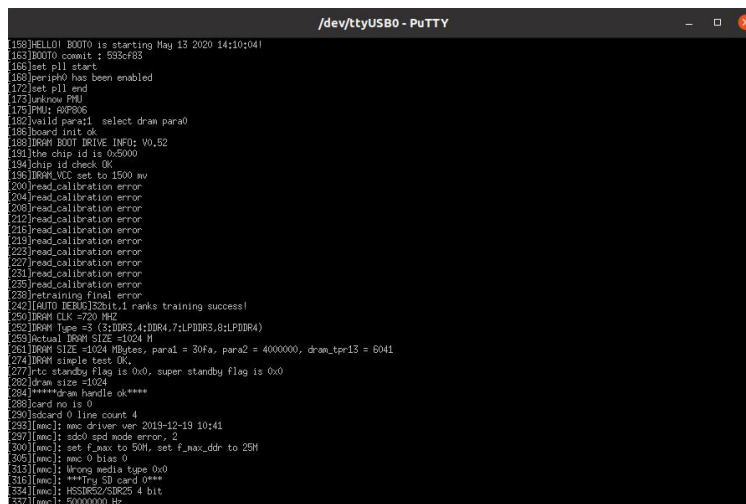 /dev/ttyUSB0 - PuTTY
[158]HELLO! BOOT0 is starting May 13 2020 14:10:04!
[163]BOOT0 commit : 593cf83
[166]set pll start
[168]periph0 has been enabled
[172]set pll end
[173]unknow PMU
[175]PMU: AXP806
[182]vaild para:1 select dram para0
[186]board init ok
[188]DRAM BOOT DRIVE INFO: V0.52
[191]the chip id is 0x5000
[194]chip id check OK
[196]DRAM_VCC set to 1500 mv
[200]read_calibration error
[204]read_calibration error
[208]read_calibration error
[212]read_calibration error
[216]read_calibration error
[219]read_calibration error
[223]read_calibration error
[227]read_calibration error
[231]read_calibration error
[235]read_calibration error
[238]retraining final error
[242][AUTO DEBUG]32bit,1 ranks training success!
[250]DRAM CLK =720 MHZ
[252]DRAM Type =3 (3:DDR3,4:DDR4,7:LPDDR3,8:LPDDR4)
[259]Actual DRAM SIZE =1024 M
[261]DRAM SIZE =1024 MBytes, para1 = 30fa, para2 = 4000000, dram_tpr13 = 6041
[274]DRAM simple test OK.
[277]rtc standby flag is 0x0, super standby flag is 0x0
[282]dram size =1024
[284]*****dram handle ok****
[288]card no is 0
[290]sdcard 0 line count 4
[293][mmc]: mmc driver ver 2019-12-19 10:41
[297][mmc]: sdc0 spd mode error, 2
[300][mmc]: set f_max to 50M, set f_max_ddr to 25M
[305][mmc]: mmc 0 bias 0
[313][mmc]: Wrong media type 0x0
[316][mmc]: ***Try SD card 0***
[334][mmc]: HSSDR52/SDR25 4 bit
[337][mmc]: 50000000 Hz